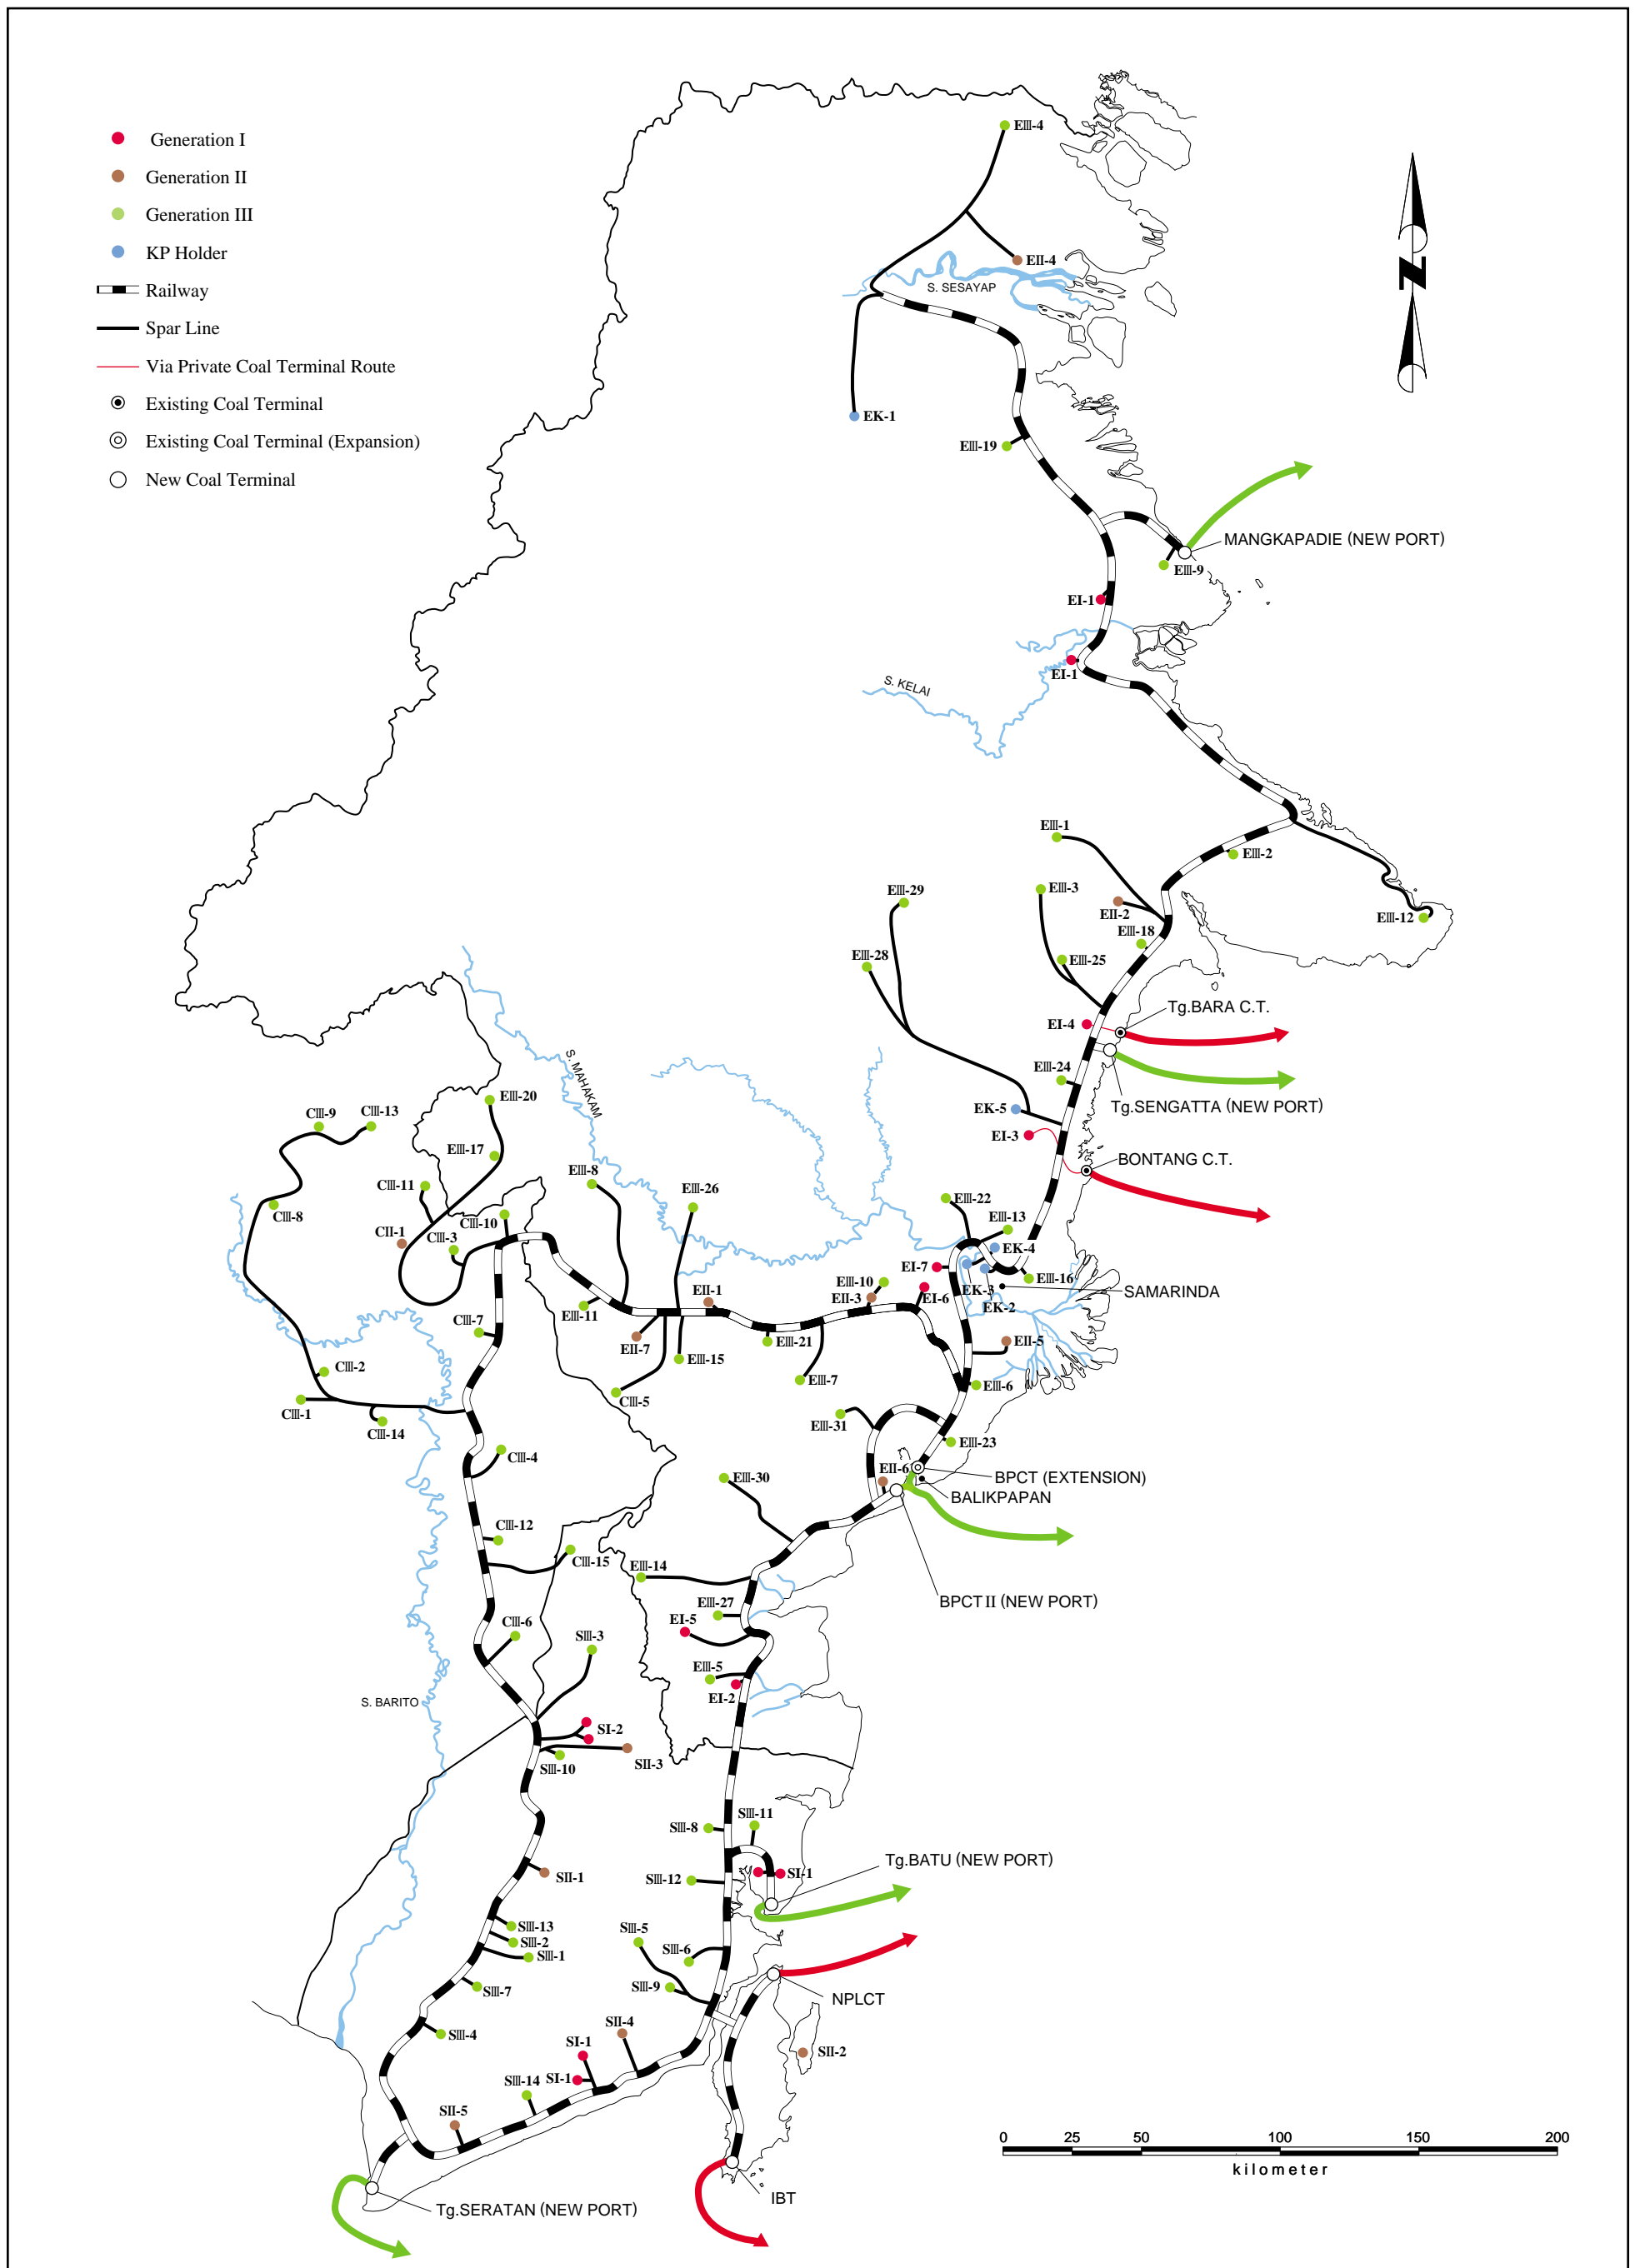 Generation I
Generation II
Generation III
KP Holder
Railway
Spar Line
Via Private Coal Terminal Route
Existing Coal Terminal
Existing Coal Terminal (Expansion)
New Coal Terminal
N
EⅢ-4
EII-4
S. SESAYAP
EK-1
EⅢ-19
MANGKAPADIE (NEW PORT)
EⅢ-9
EI-1
EI-1
S. KELAI
EⅢ-1
EⅢ-2
EⅢ-3
EⅢ-29
EII-2
EⅢ-12
EⅢ-18
EⅢ-28
EⅢ-25
Tg.BARA C.T.
EI-4
S. MAHAKAM
EⅢ-24
EⅢ-20
Tg.SENGATTA (NEW PORT)
EK-5
CⅢ-9
CⅢ-13
EI-3
EⅢ-17
BONTANG C.T.
EⅢ-8
CⅢ-11
EⅢ-26
EⅢ-22
CⅢ-8
CⅢ-10
EⅢ-13
CII-1
CⅢ-3
EK-4
EI-7
EⅢ-10
EⅢ-16
EK-3
SAMARINDA
EII-1
EII-3
EI-6
EK-2
EⅢ-11
CⅢ-7
EII-7
EⅢ-21
EII-5
EⅢ-15
CⅢ-2
EⅢ-7
EⅢ-6
CⅢ-5
CⅢ-1
EⅢ-31
CⅢ-14
EⅢ-23
CⅢ-4
EII-6
BPCT (EXTENSION)
EⅢ-30
BALIKPAPAN
CⅢ-12
CⅢ-15
EⅢ-14
BPCT II (NEW PORT)
EⅢ-27
EI-5
CⅢ-6
SⅢ-3
EⅢ-5
EI-2
S. BARITO
SI-2
SII-3
SⅢ-10
SⅢ-11
SⅢ-8
Tg.BATU (NEW PORT)
SI-1
SII-1
SⅢ-12
SⅢ-13
SⅢ-5
SⅢ-2
SⅢ-6
SⅢ-1
SⅢ-9
SⅢ-7
NPLCT
SII-4
SⅢ-4
SI-1
SII-2
SI-1
SⅢ-14
SII-5
0 25 50 100 150 200
kilometer
IBT
Tg.SERATAN (NEW PORT)